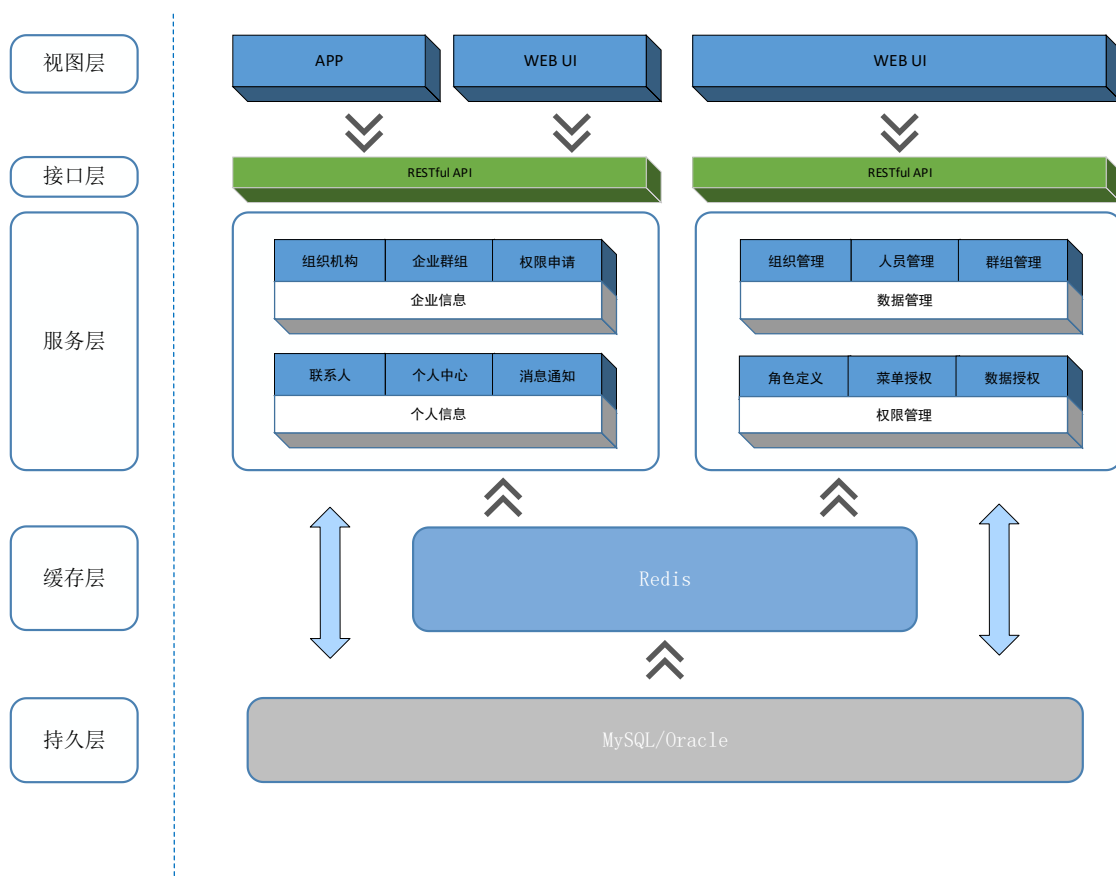 视图层
APP
WEB UI
WEB UI
接口层
RESTful API
RESTful API
服务层
组织机构
企业群组
权限申请
企业信息
联系人
个人中心
消息通知
个人信息
组织管理
人员管理
群组管理
数据管理
角色定义
菜单授权
数据授权
权限管理
缓存层
Redis
持久层
MySQL/Oracle